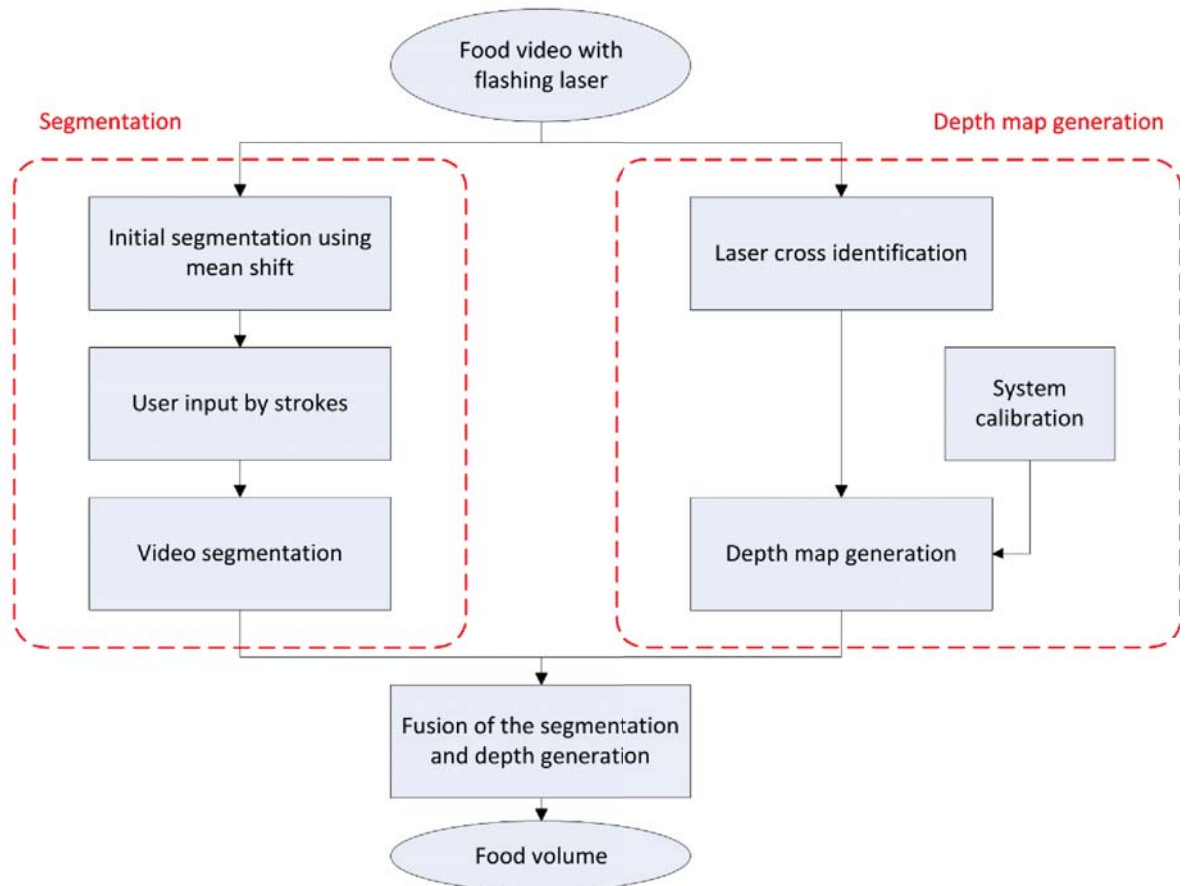 Food video with
flashing laser
Segmentation
Depth map generation
Initial segmentation using
mean shift
Laser cross identification
User input by strokes
System
calibration
Video segmentation
Depth map generation
Fusion of the segmentation
and depth generation
Food volume